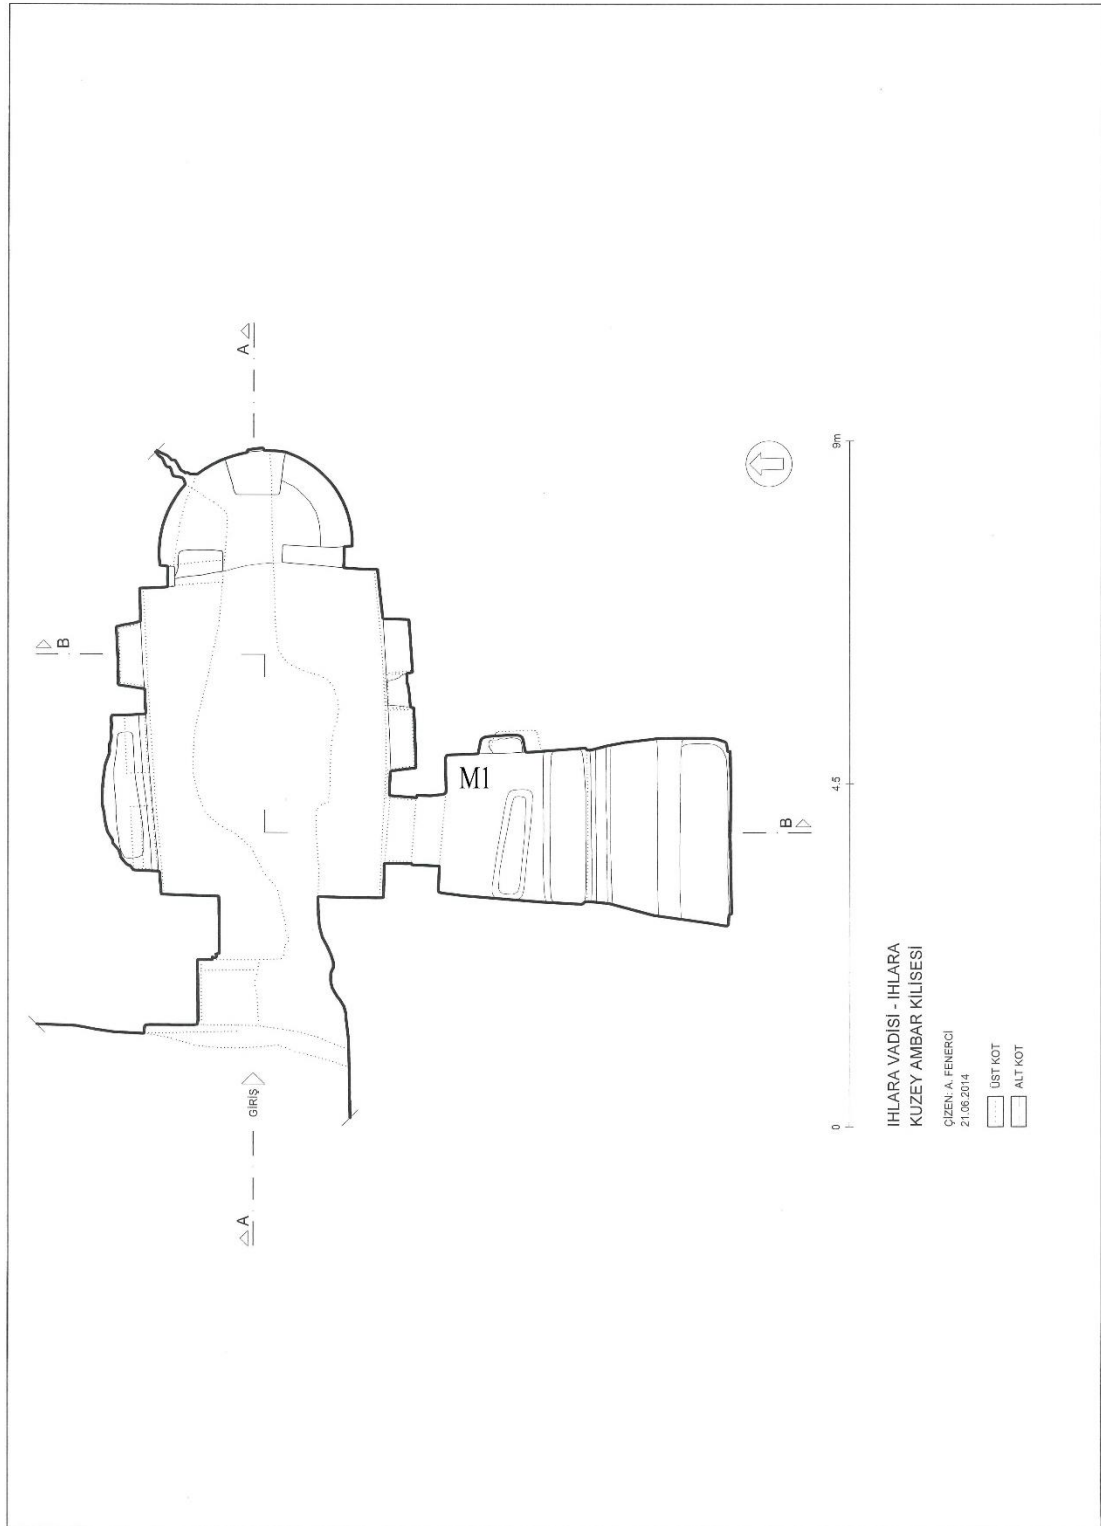 A
B
M1
B
GİRİŞ
A
0
4.5
9m
IHLARA VADİSİ - IHLARA
KUZEY AMBAR KİLİSESİ
ÇİZEN: A. FENERCİ
21.06.2014
ÜST KOT
ALT KOT